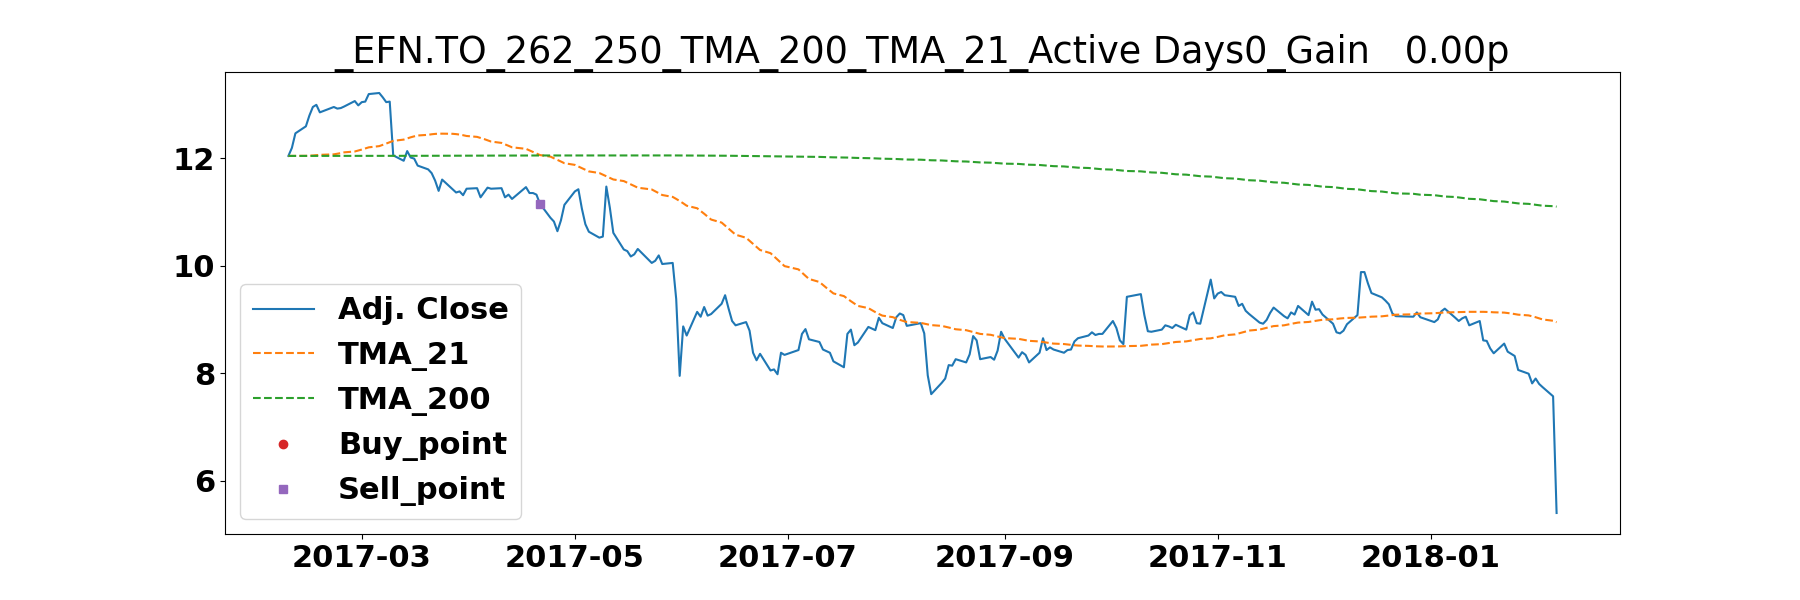 _EFN.TO_262_250_TMA_200_TMA_21_Active Days0_Gain   0.00p
12
10
8
6
Adj. Close
TMA_21
TMA_200
Buy_point
Sell_point
2017-03 2017-05 2017-07 2017-09 2017-11 2018-01